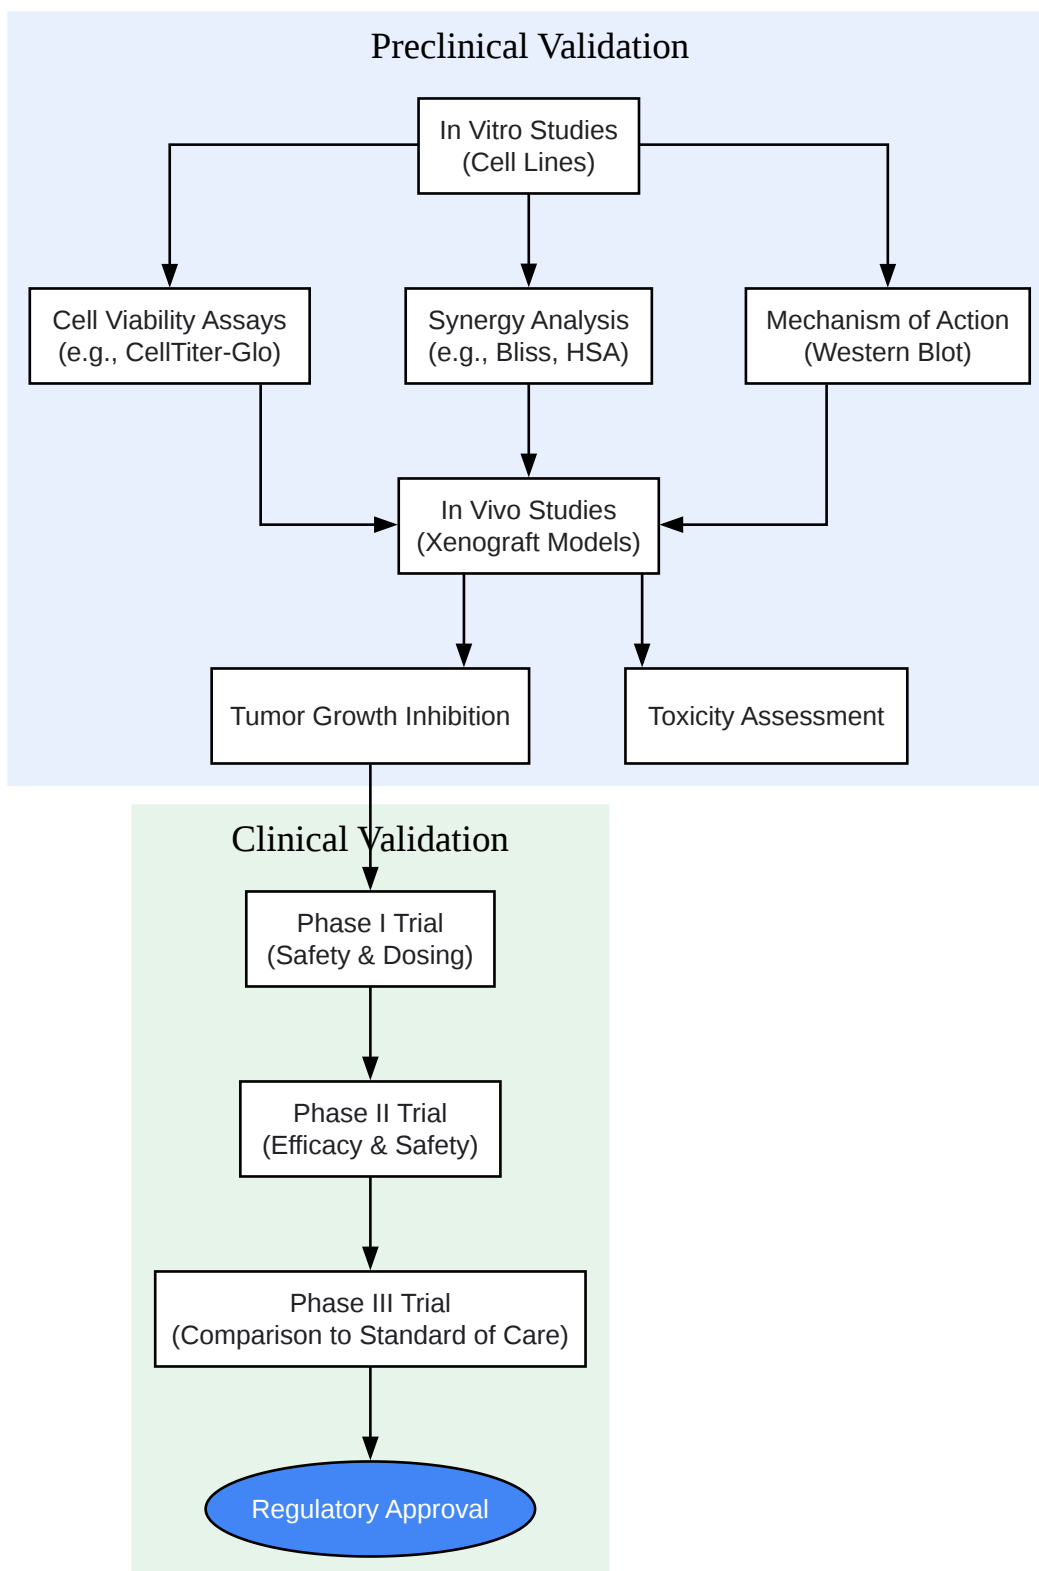 Preclinical Validation
In Vitro Studies
(Cell Lines)
Cell Viability Assays
(e.g., CellTiter-Glo)
Synergy Analysis
(e.g., Bliss, HSA)
Mechanism of Action
(Western Blot)
In Vivo Studies
(Xenograft Models)
Tumor Growth Inhibition
Toxicity Assessment
Clinical Validation
Phase I Trial
(Safety & Dosing)
Phase II Trial
(Efficacy & Safety)
Phase III Trial
(Comparison to Standard of Care)
Regulatory Approval